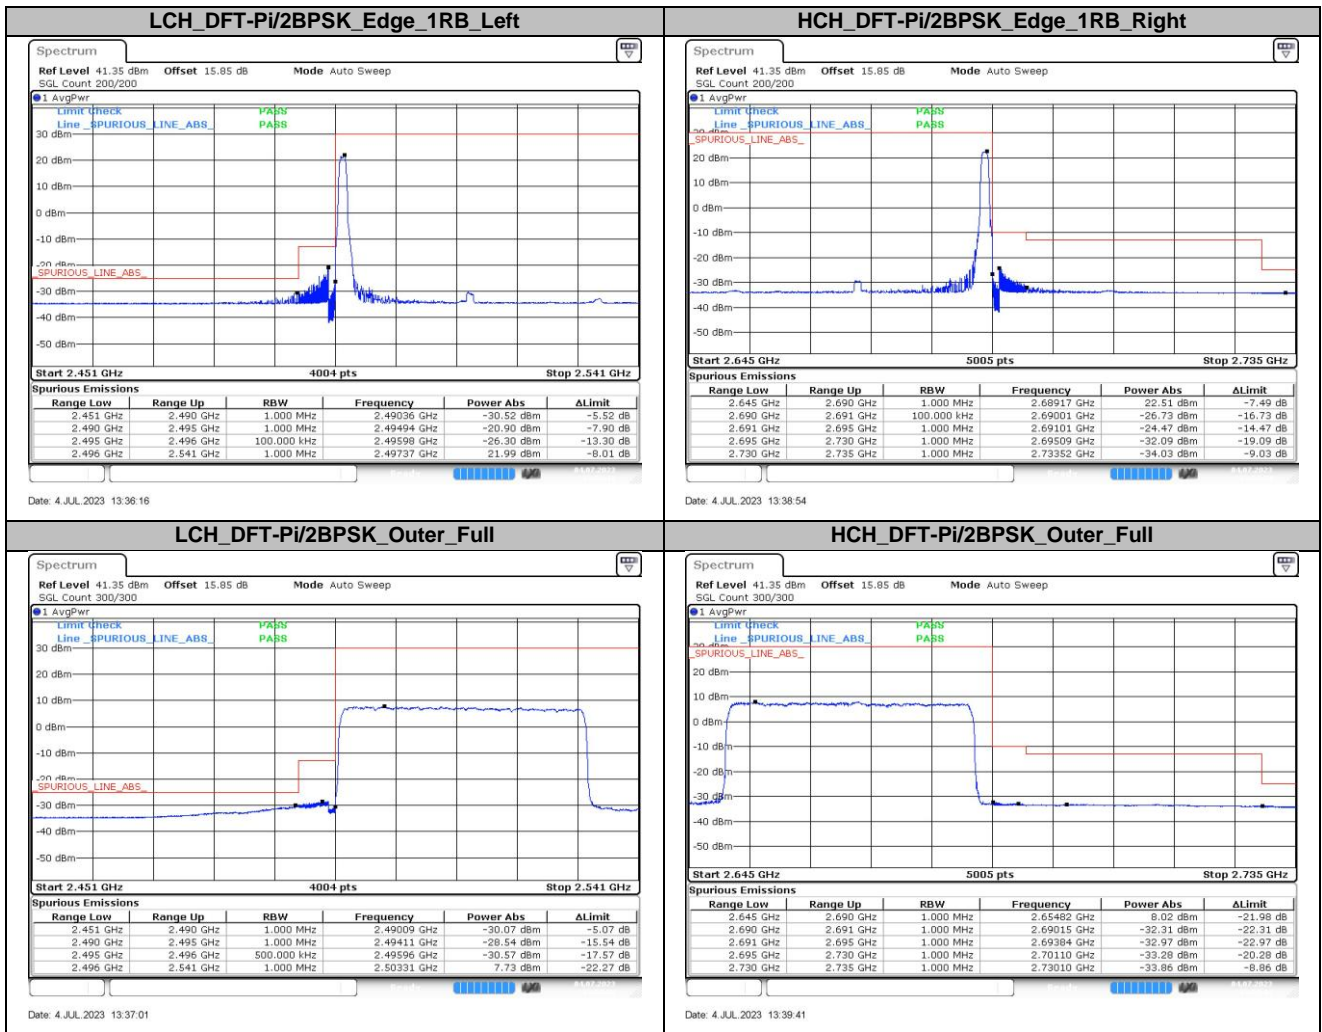 LCH_DFT-Pi/2BPSK_Edge_1RB_Left
Spectrum
Ref Level 41.35 dBm Offset 15.85 dB Mode Auto Sweep
SGL Count 200/200
1 AvgPwr
Limit Check PASS
Line _SPURIOUS_LINE_ABS_ PASS
30 dBm
20 dBm
10 dBm
0 dBm
-10 dBm
-20 dBm
_SPURIOUS_LINE_ABS_
-30 dBm
-40 dBm
-50 dBm
Start 2.451 GHz 4004 pts Stop 2.541 GHz
Spurious Emissions
Range Low Range Up RBW Frequency Power Abs ΔLimit
2.451 GHz 2.490 GHz 1.000 MHz 2.49036 GHz -30.52 dBm -5.52 dB
2.490 GHz 2.495 GHz 1.000 MHz 2.49494 GHz -20.90 dBm -7.90 dB
2.495 GHz 2.496 GHz 100.000 kHz 2.49598 GHz -26.30 dBm -13.30 dB
2.496 GHz 2.541 GHz 1.000 MHz 2.49737 GHz 21.99 dBm -8.01 dB
Date: 4.JUL.2023 13:36:16
HCH_DFT-Pi/2BPSK_Edge_1RB_Right
Spectrum
Ref Level 41.35 dBm Offset 15.85 dB Mode Auto Sweep
SGL Count 200/200
1 AvgPwr
Limit Check PASS
Line _SPURIOUS_LINE_ABS_ PASS
_SPURIOUS_LINE_ABS_
20 dBm
10 dBm
0 dBm
-10 dBm
-20 dBm
-30 dBm
-40 dBm
-50 dBm
Start 2.645 GHz 5005 pts Stop 2.735 GHz
Spurious Emissions
Range Low Range Up RBW Frequency Power Abs ΔLimit
2.645 GHz 2.690 GHz 1.000 MHz 2.68917 GHz 22.51 dBm -7.49 dB
2.690 GHz 2.691 GHz 100.000 kHz 2.69001 GHz -26.73 dBm -16.73 dB
2.691 GHz 2.695 GHz 1.000 MHz 2.69101 GHz -24.47 dBm -14.47 dB
2.695 GHz 2.730 GHz 1.000 MHz 2.69509 GHz -32.09 dBm -19.09 dB
2.730 GHz 2.735 GHz 1.000 MHz 2.73352 GHz -34.03 dBm -9.03 dB
Date: 4.JUL.2023 13:38:54
LCH_DFT-Pi/2BPSK_Outer_Full
Spectrum
Ref Level 41.35 dBm Offset 15.85 dB Mode Auto Sweep
SGL Count 300/300
1 AvgPwr
Limit Check PASS
Line _SPURIOUS_LINE_ABS_ PASS
30 dBm
20 dBm
10 dBm
0 dBm
-10 dBm
-20 dBm
_SPURIOUS_LINE_ABS_
-30 dBm
-40 dBm
-50 dBm
Start 2.451 GHz 4004 pts Stop 2.541 GHz
Spurious Emissions
Range Low Range Up RBW Frequency Power Abs ΔLimit
2.451 GHz 2.490 GHz 1.000 MHz 2.49009 GHz -30.07 dBm -5.07 dB
2.490 GHz 2.495 GHz 1.000 MHz 2.49411 GHz -28.54 dBm -15.54 dB
2.495 GHz 2.496 GHz 500.000 kHz 2.49596 GHz -30.57 dBm -17.57 dB
2.496 GHz 2.541 GHz 1.000 MHz 2.50331 GHz 7.73 dBm -22.27 dB
Date: 4.JUL.2023 13:37:01
HCH_DFT-Pi/2BPSK_Outer_Full
Spectrum
Ref Level 41.35 dBm Offset 15.85 dB Mode Auto Sweep
SGL Count 300/300
1 AvgPwr
Limit Check PASS
Line _SPURIOUS_LINE_ABS_ PASS
_SPURIOUS_LINE_ABS_
20 dBm
10 dBm
0 dBm
-10 dBm
-20 dBm
-30 dBm
-40 dBm
-50 dBm
Start 2.645 GHz 5005 pts Stop 2.735 GHz
Spurious Emissions
Range Low Range Up RBW Frequency Power Abs ΔLimit
2.645 GHz 2.690 GHz 1.000 MHz 2.65482 GHz 8.02 dBm -21.98 dB
2.690 GHz 2.691 GHz 1.000 MHz 2.69015 GHz -32.31 dBm -22.31 dB
2.691 GHz 2.695 GHz 1.000 MHz 2.69384 GHz -32.97 dBm -22.97 dB
2.695 GHz 2.730 GHz 1.000 MHz 2.70110 GHz -33.28 dBm -20.28 dB
2.730 GHz 2.735 GHz 1.000 MHz 2.73010 GHz -33.86 dBm -8.86 dB
Date: 4.JUL.2023 13:39:41